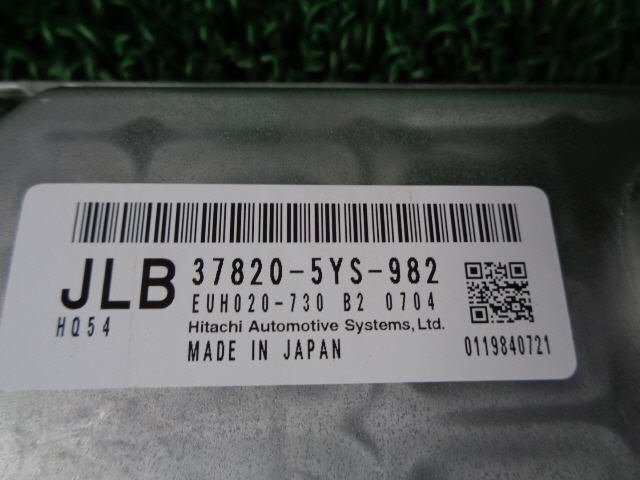 JLB 37820-5YS-982
HQ54 EUH020-730 B2 0704
Hitachi Automotive Systems, Ltd.
MADE IN JAPAN 0119840721